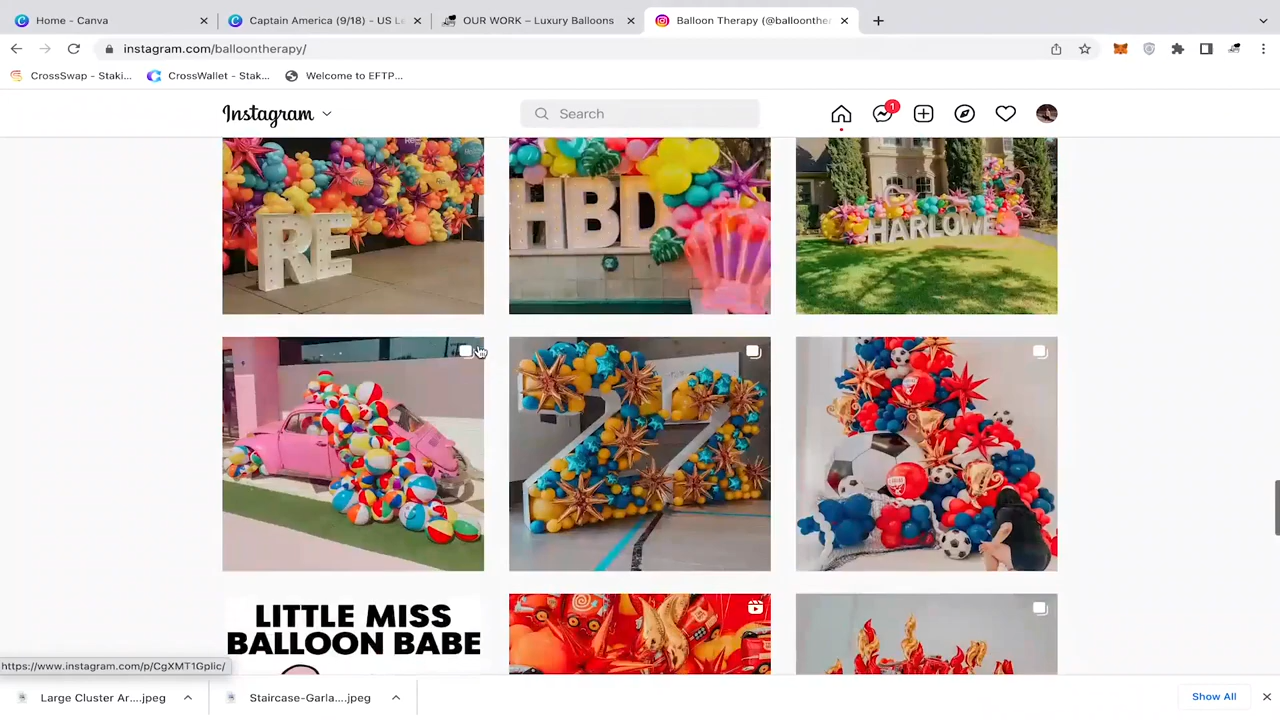 Home - Canva
Captain America (9/18) - US L
OUR WORK – Luxury Balloons
Balloon Therapy (@balloonthe
instagram.com/balloontherapy/
CrossSwap - Staki...
CrossWallet - Stak...
Welcome to EFTP...
Instagram
Search
1
RE
HBD
HARLOWE
22
LITTLE MISS
BALLOON BABE
https://www.instagram.com/p/CgXMT1Gplic/
Large Cluster Ar....jpeg
Staircase-Garla....jpeg
Show All